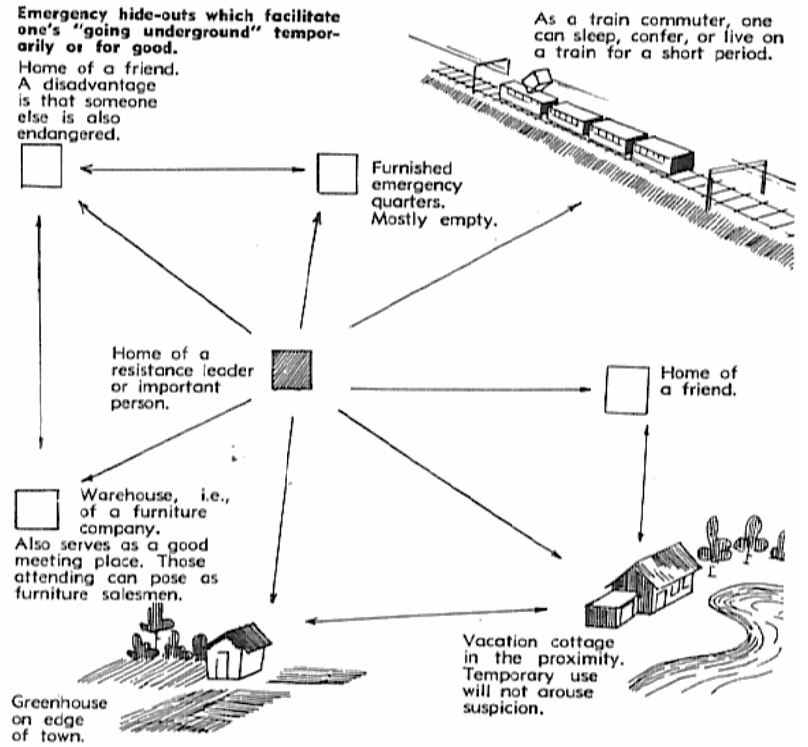 Emergency hide-outs which facilitate
one's "going underground" tempor-
arily or for good.
Home of a friend.
A disadvantage
is that someone
else is also
endangered.
As a train commuter, one
can sleep, confer, or live on
a train for a short period.
Furnished
emergency
quarters.
Mostly empty.
Home of a
resistance leader
or important
person.
Home of
a friend.
Warehouse, i.e.,
of a furniture
company.
Also serves as a good
meeting place. Those
attending can pose as
furniture salesmen.
Vacation cottage
in the proximity.
Temporary use
will not arouse
suspicion.
Greenhouse
on edge
of town.